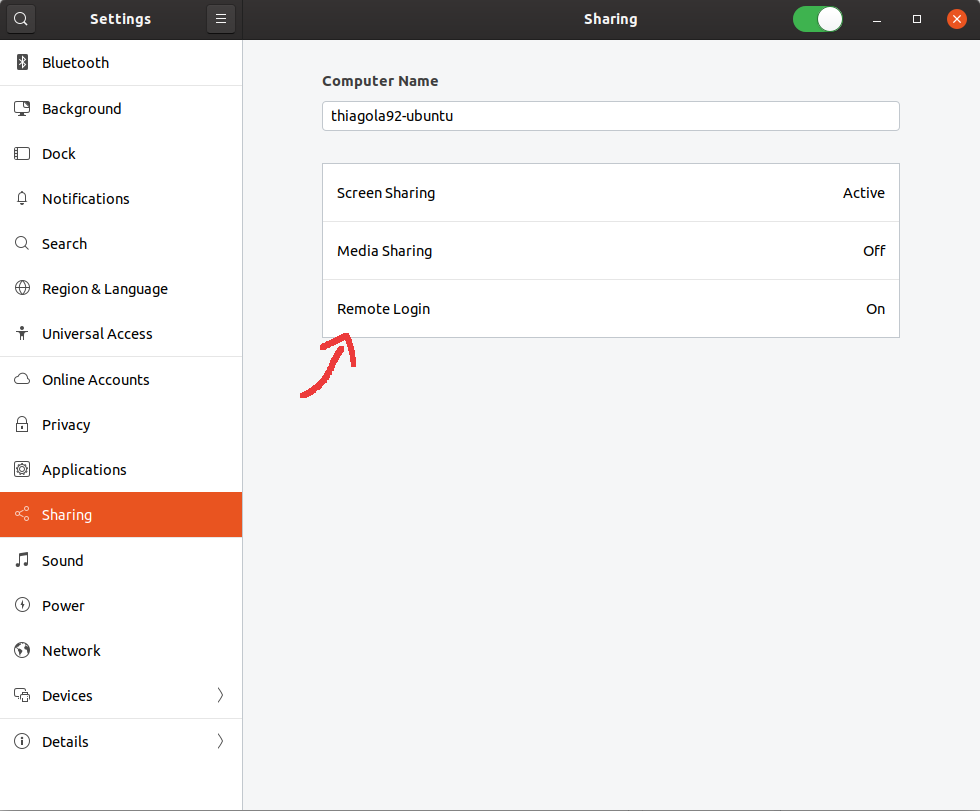 Settings
Sharing
Bluetooth
Background
Dock
Notifications
Search
Region & Language
Universal Access
Online Accounts
Privacy
Applications
Sharing
Sound
Power
Network
Devices
Details
Computer Name
thiagola92-ubuntu
Screen Sharing Active
Media Sharing Off
Remote Login On